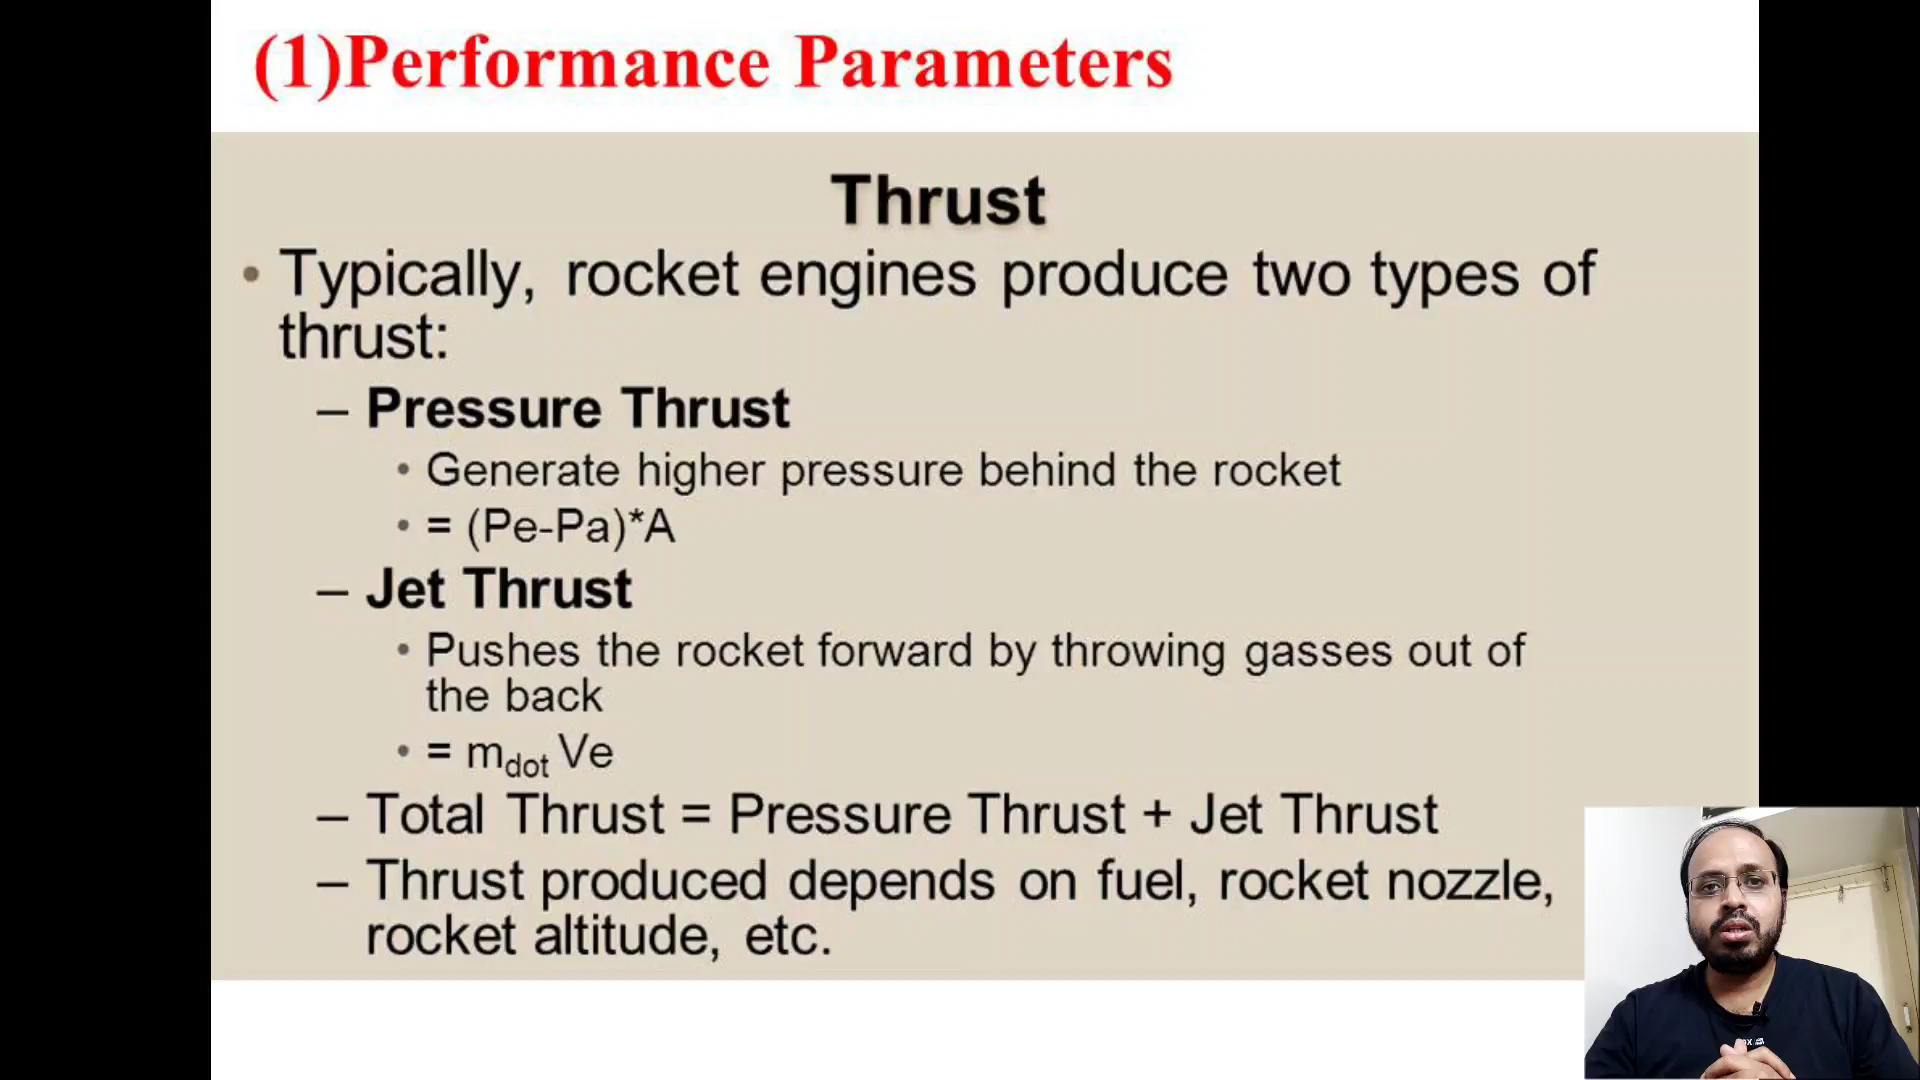 (1)Performance Parameters
Thrust
• Typically, rocket engines produce two types of
thrust:
– Pressure Thrust
• Generate higher pressure behind the rocket
• = (Pe-Pa)*A
– Jet Thrust
• Pushes the rocket forward by throwing gasses out of
the back
• = mdot Ve
– Total Thrust = Pressure Thrust + Jet Thrust
– Thrust produced depends on fuel, rocket nozzle,
rocket altitude, etc.